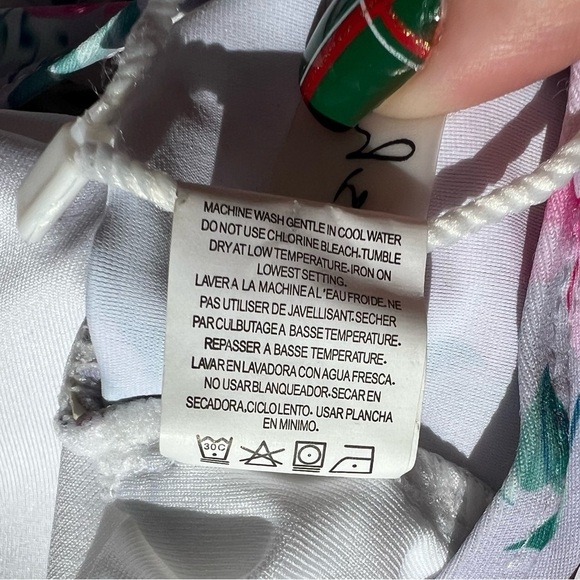 MACHINE WASH GENTLE IN COOL WATER
DO NOT USE CHLORINE BLEACH.TUMBLE
DRY AT LOW TEMPERATURE.IRON ON
LOWEST SETTING.
LAVER A LA MACHINE A L'EAU FROIDE. NE
PAS UTILISER DE JAVELLISANT.SECHER
PAR CULBUTAGE A BASSE TEMPERATURE.
REPASSER A BASSE TEMPERATURE.
LAVAR EN LAVADORA CON AGUA FRESCA.
NO USAR BLANQUEADOR.SECAR EN
SECADORA.CICLO LENTO. USAR PLANCHA
EN MINIMO.
30C